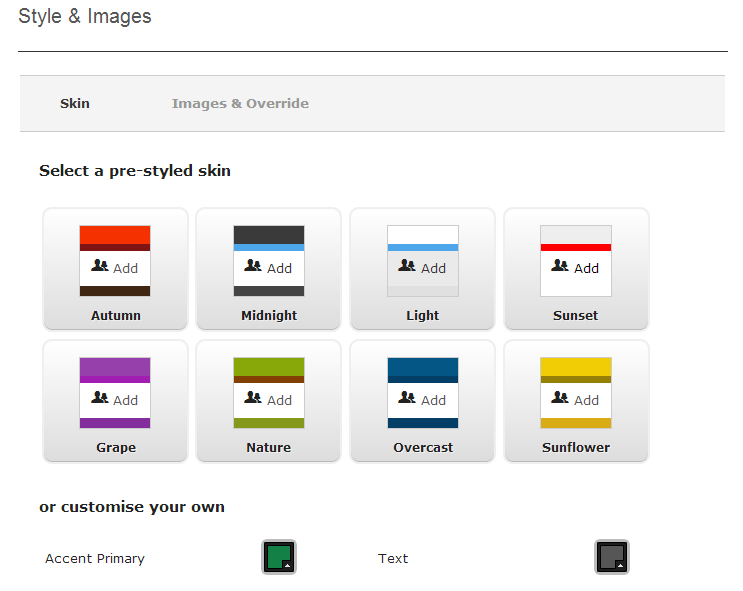 Style & Images
Skin Images & Override
Select a pre-styled skin
Add Add Add Add
Autumn Midnight Light Sunset
Add Add Add Add
Grape Nature Overcast Sunflower
or customise your own
Accent Primary Text